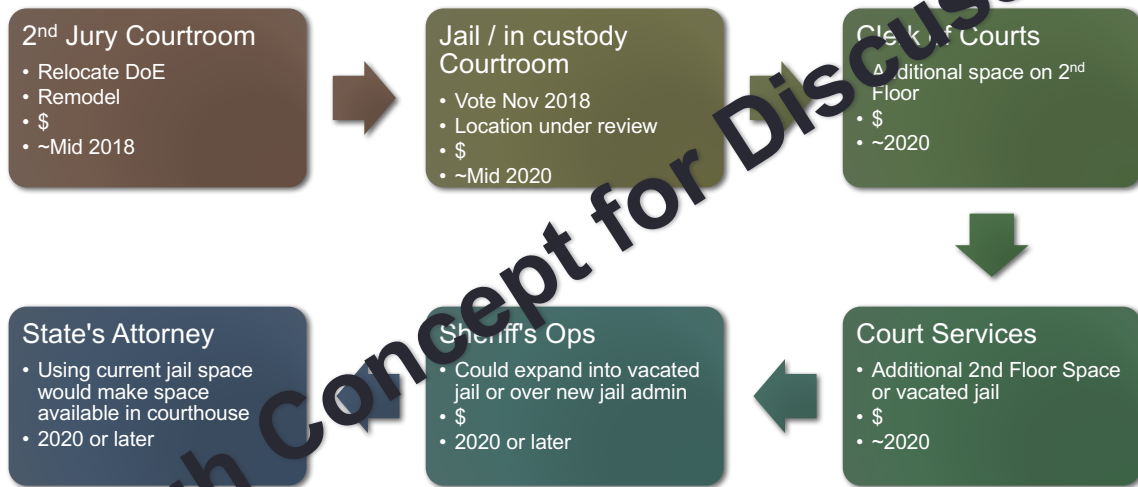 2nd Jury Courtroom
• Relocate DoE
• Remodel
• $
• ~Mid 2018
Jail / in custody
Courtroom
• Vote Nov 2018
• Location under review
• $
• ~Mid 2020
Clerk of Courts
• Additional space on 2nd
Floor
• $
• ~2020
Court Services
• Additional 2nd Floor Space
or vacated jail
• $
• ~2020
Sheriff's Ops
• Could expand into vacated
jail or over new jail admin
• $
• 2020 or later
State's Attorney
• Using current jail space
would make space
available in courthouse
• 2020 or later
Concept for